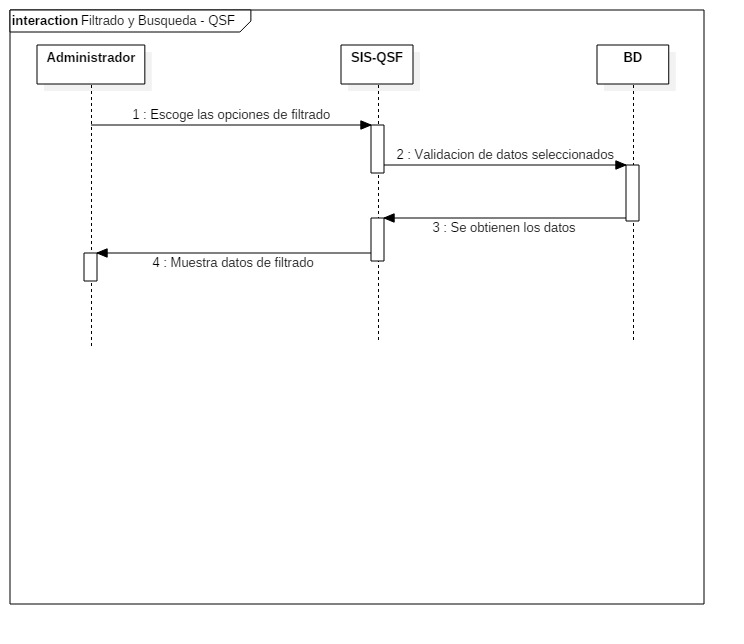 interaction Filtrado y Busqueda - QSF
Administrador
SIS-QSF
BD
1 : Escoge las opciones de filtrado
2 : Validacion de datos seleccionados
3 : Se obtienen los datos
4 : Muestra datos de filtrado